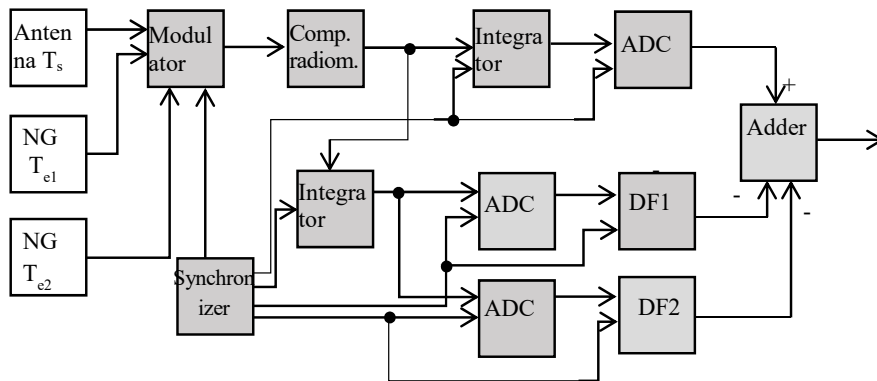 Anten
na Ts
Modul
ator
Comp.
radiom.
Integra
tor
ADC
+
NG
Te1
Adder
Integra
tor
ADC
-
DF1
-
-
NG
Te2
Synchron
izer
ADC
DF2